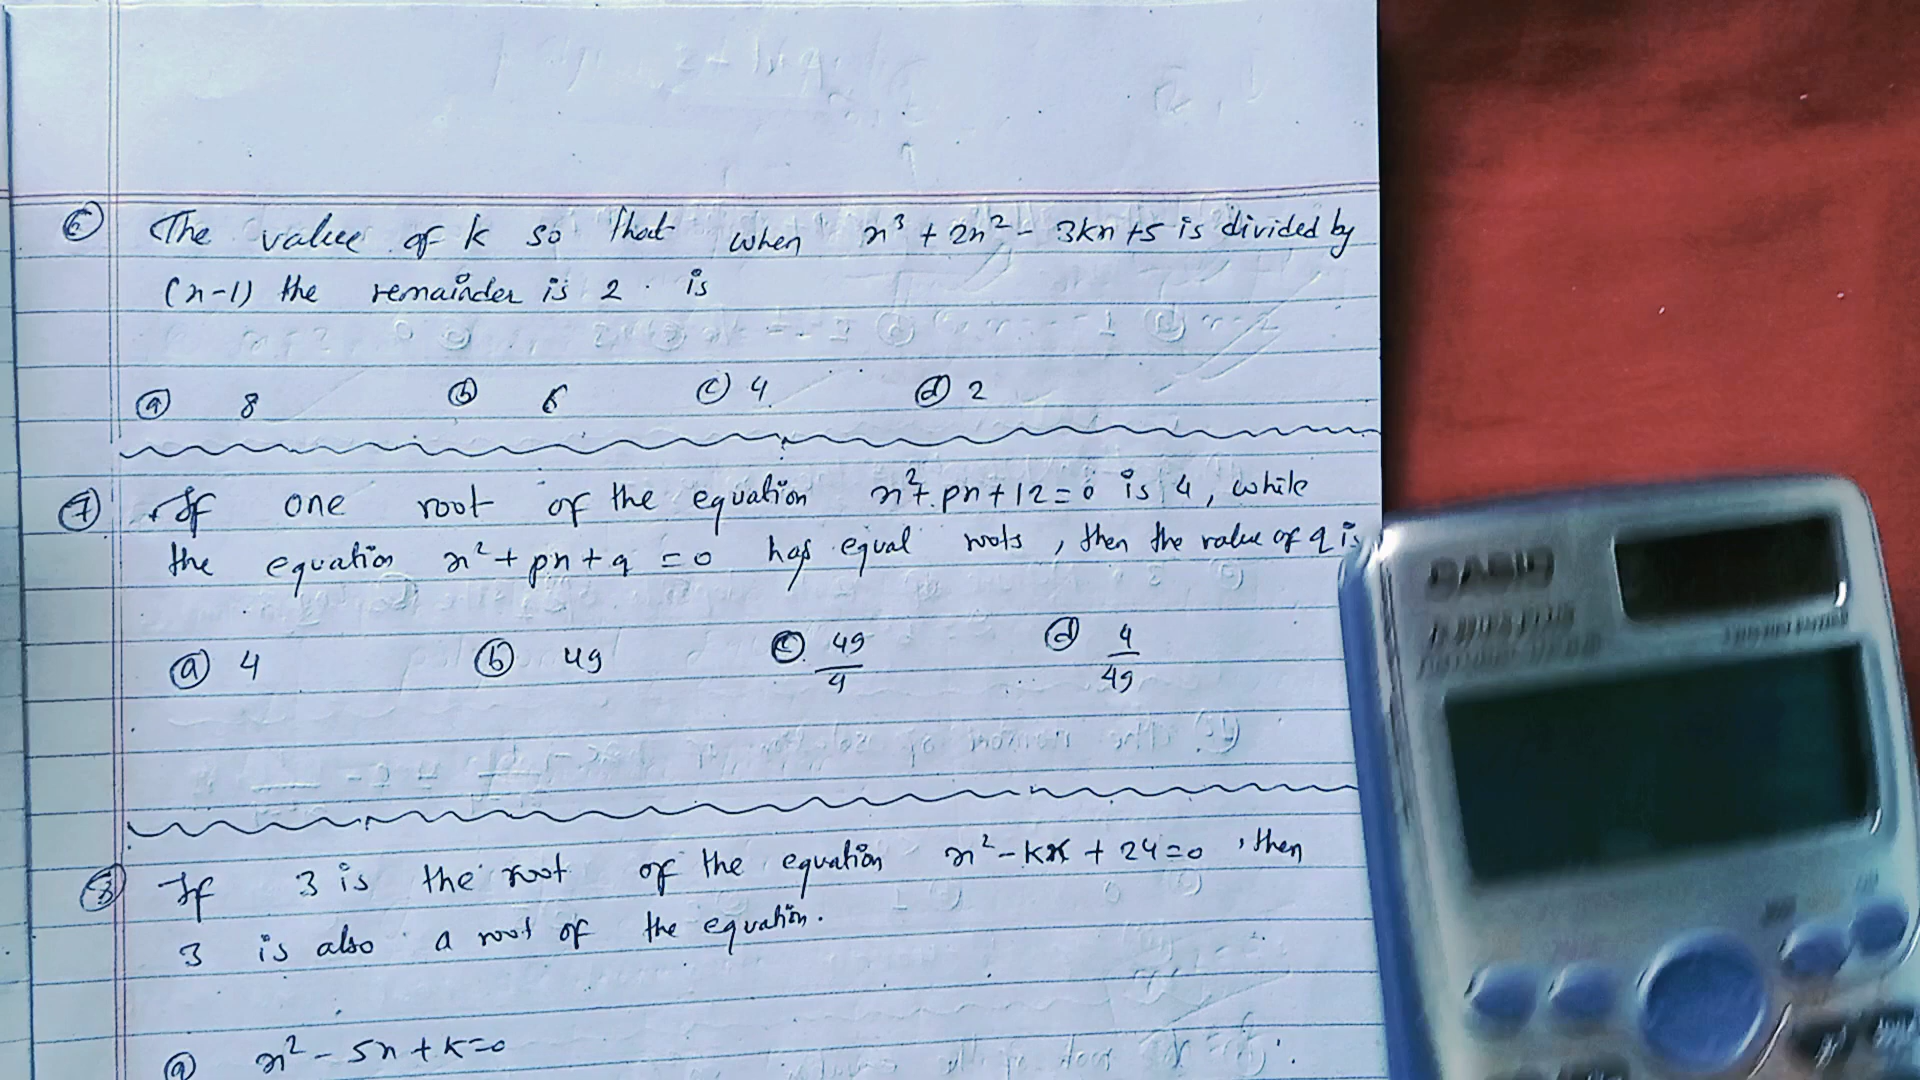 6 The value of k so that when x³ + 2x² - 3kx +5 is divided by
(x-1) the remainder is 2. is
a 8 b 6 c 4 d 2
7 If one root of the equation x² + px + 12 = 0 is 4, while
the equation x² + px + q = 0 has equal roots, then the value of q is
a 4 b 49 c 49/4 d 4/49
8 If 3 is the root of the equation x² - kx + 24 = 0, then
3 is also a root of the equation.
a x² - 5x + k = 0
CASIO